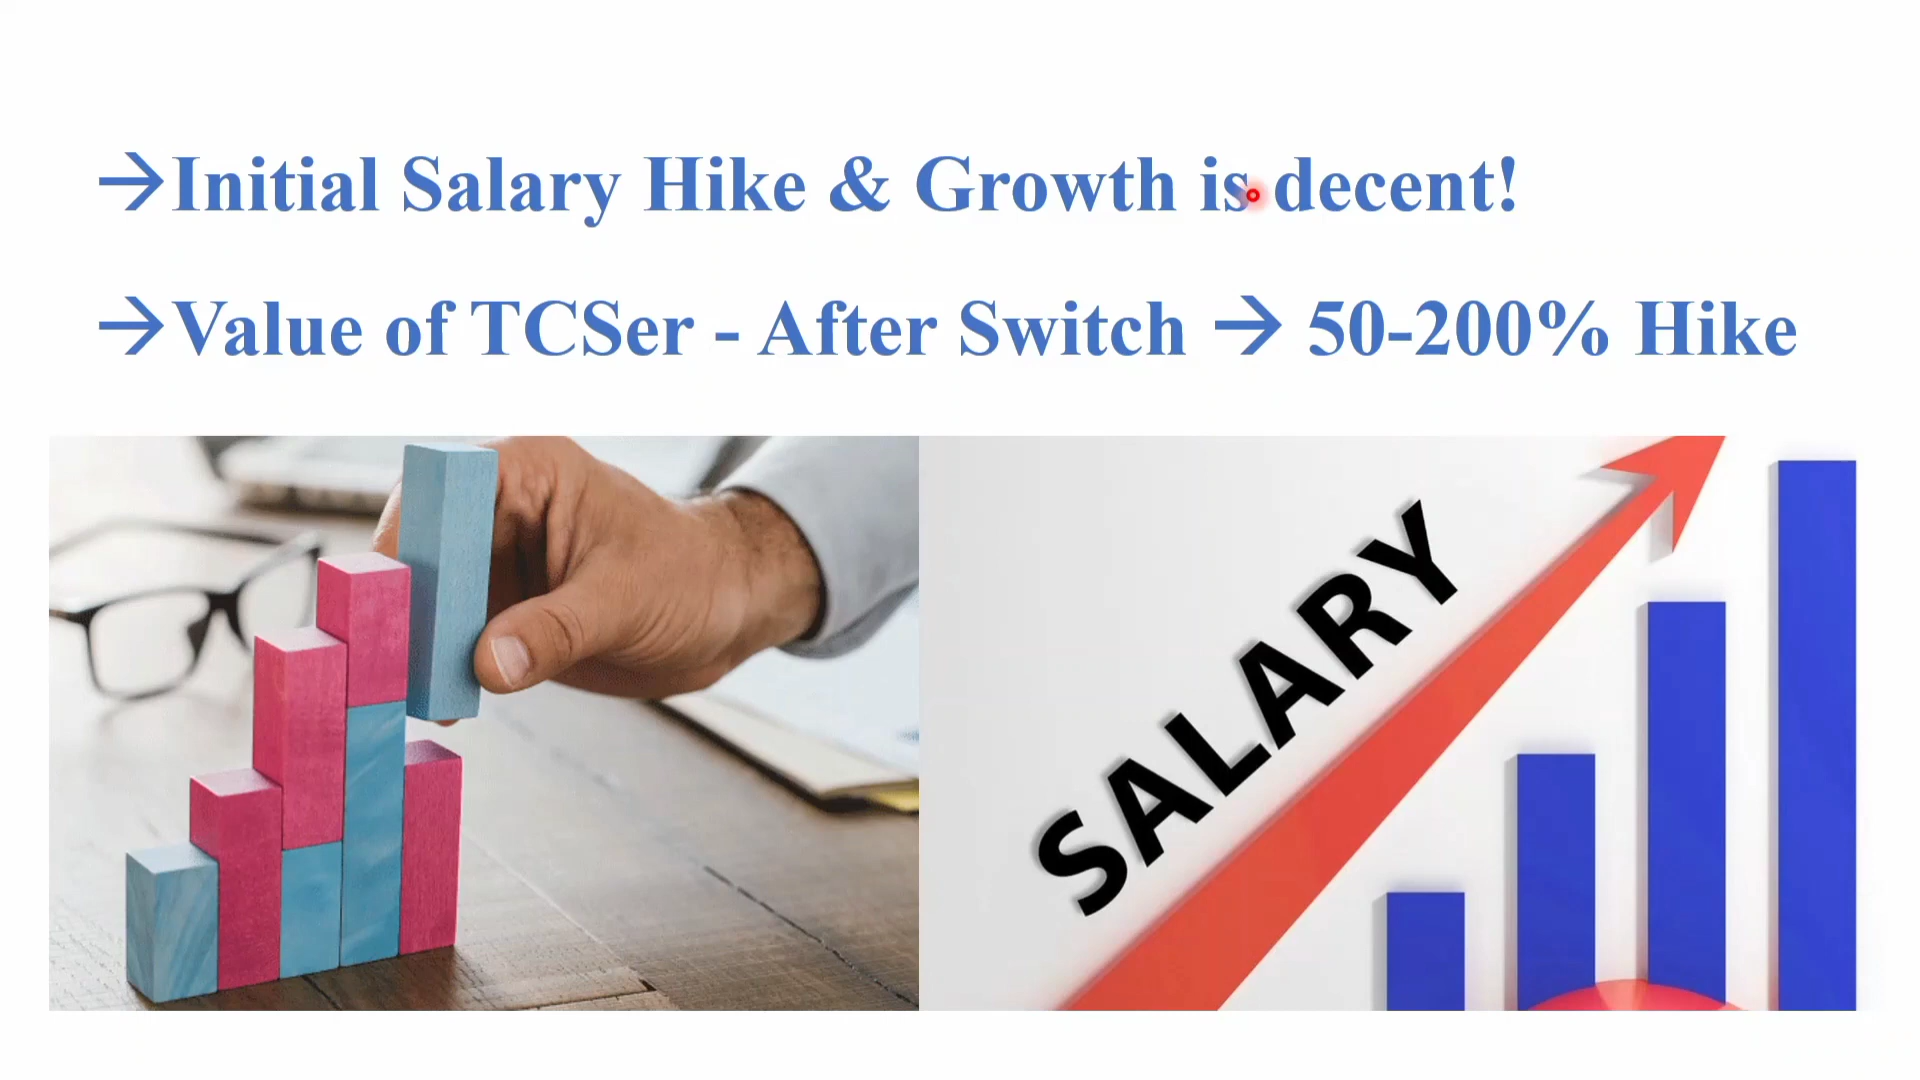 →Initial Salary Hike & Growth is decent!
→Value of TCSer - After Switch → 50-200% Hike
SALARY